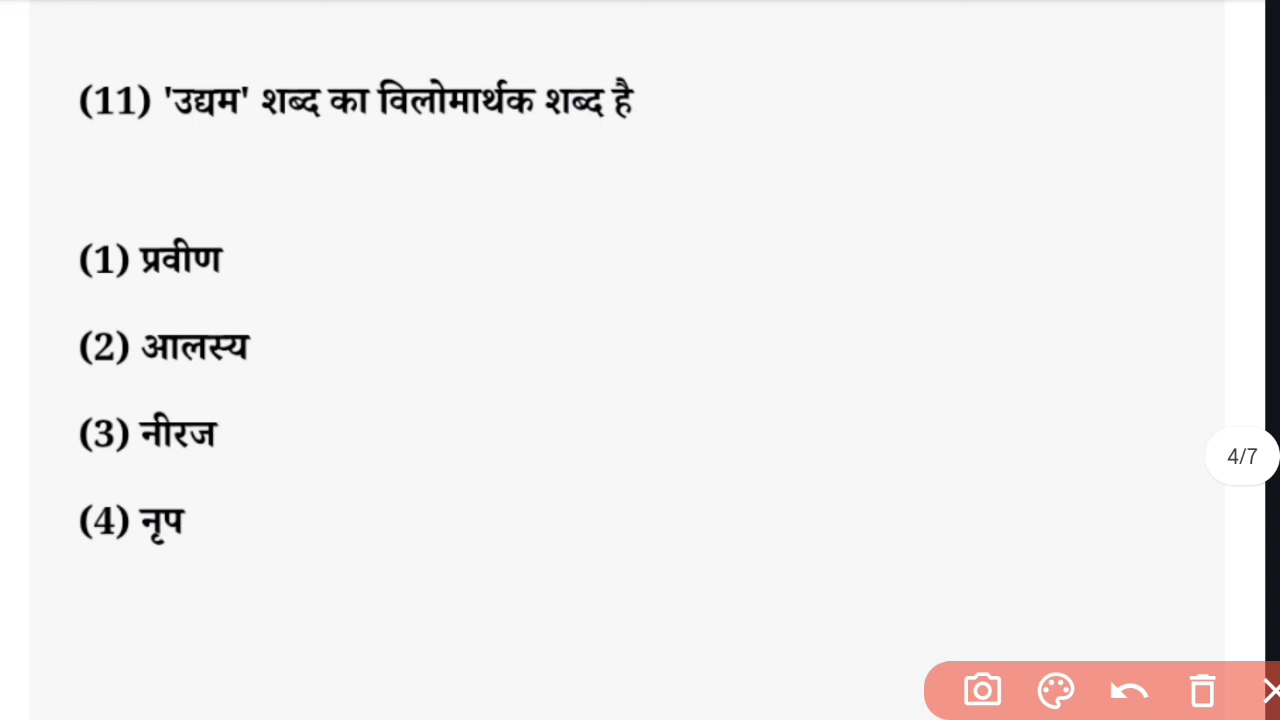 (11) 'उद्यम' शब्द का विलोमार्थक शब्द है
(1) प्रवीण
(2) आलस्य
(3) नीरज
4/7
(4) नृप